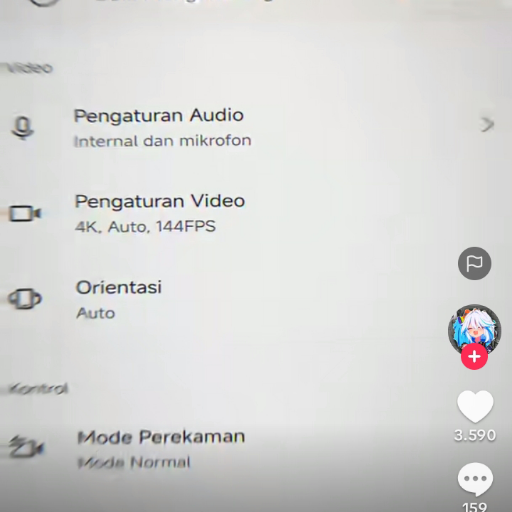 Video
Pengaturan Audio
Internal dan mikrofon
Pengaturan Video
4K, Auto, 144FPS
Orientasi
Auto
Kontrol
Mode Perekaman
Mode Normal
3.590
159